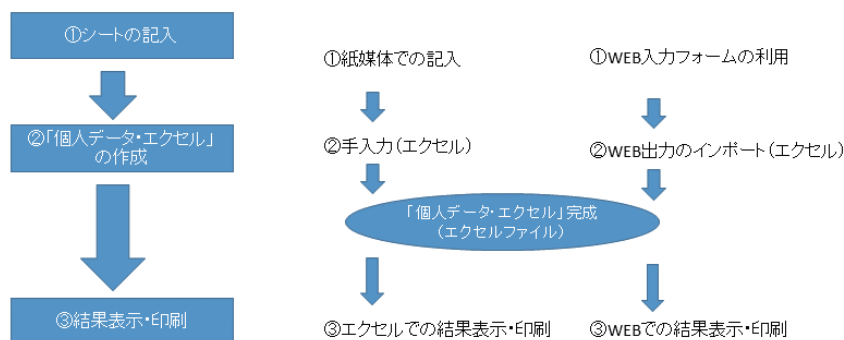 ①シートの記入
②「個人データ・エクセル」
の作成
③結果表示・印刷
①紙媒体での記入
②手入力(エクセル)
①WEB入力フォームの利用
②WEB出力のインポート(エクセル)
「個人データ・エクセル」完成
(エクセルファイル)
③エクセルでの結果表示・印刷
③WEBでの結果表示・印刷